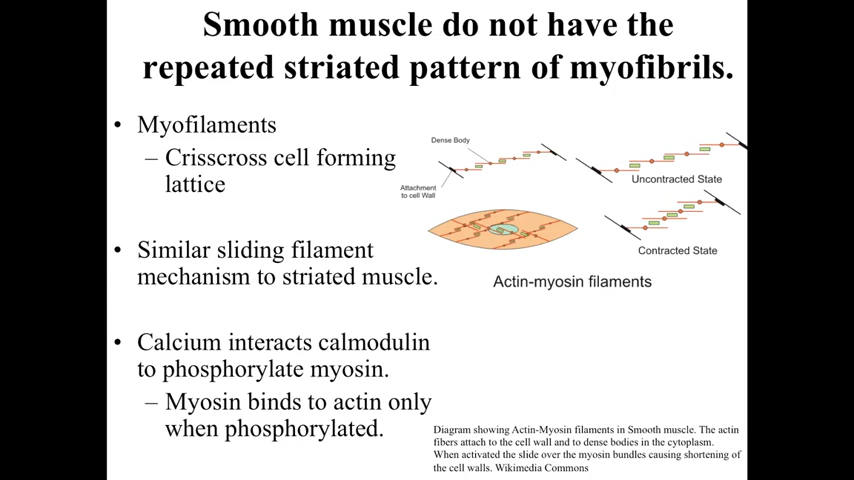 Smooth muscle do not have the
repeated striated pattern of myofibrils.
• Myofilaments
– Crisscross cell forming
lattice
• Similar sliding filament
mechanism to striated muscle.
• Calcium interacts calmodulin
to phosphorylate myosin.
– Myosin binds to actin only
when phosphorylated.
Dense Body
Attachment
to cell Wall
Uncontracted State
Contracted State
Actin-myosin filaments
Diagram showing Actin-Myosin filaments in Smooth muscle. The actin
fibers attach to the cell wall and to dense bodies in the cytoplasm.
When activated the slide over the myosin bundles causing shortening of
the cell walls. Wikimedia Commons